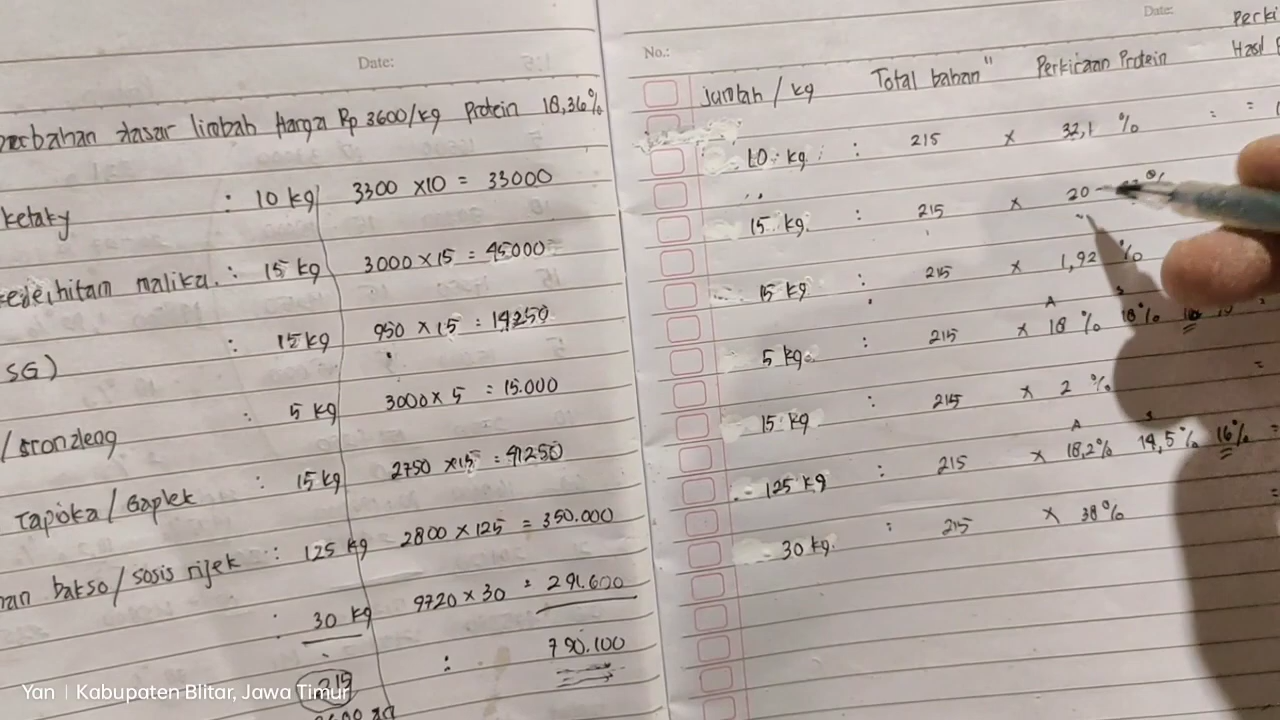 Date:
perbahan dasar limbah Harga Rp 3600/kg Protein 18,36%
ketaky : 10 kg 3300 x10 = 33000
kedelhitam malika. : 15 kg 3000 x 15 = 45000
SG) : 15 kg 950 x 15 : 14250
/ : 5 kg 3000 x 5 : 15.000
Tapioka / Gaplek : 15 kg 2750 x 15 : 41250
bakso/sosis rijek : 125 kg 2800 x 125 = 350.000
: 30 kg 9720 x 30 : 291.600
: 790.100
215
No.:
Date:
Jumlah / kg Total bahan" Perkiraan Protein
10 kg : 215 x 32,1 % : =
15 kg : 215 x 20
15 kg : 215 x 1,92 %
A S
5 kg : 215 x 18 % 18%
15 kg : 215 x 2 % =
A S
125 kg : 215 x 18,2% 14,5% 16% =
30 kg. : 215 x 38% =
Yan | Kabupaten Blitar, Jawa Timur